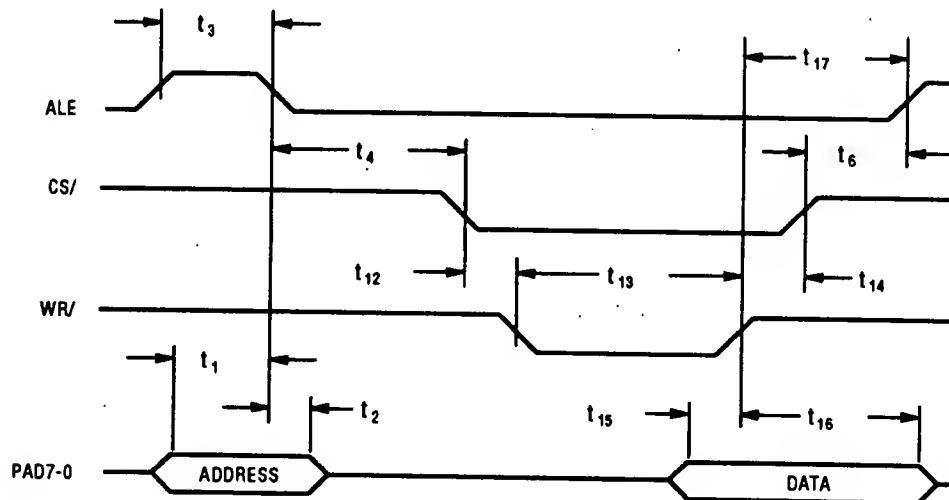 t3
t17
ALE
t4
t6
CS/
t12
t13
t14
WR/
t1
t2
t15
t16
PAD7-0
ADDRESS
DATA